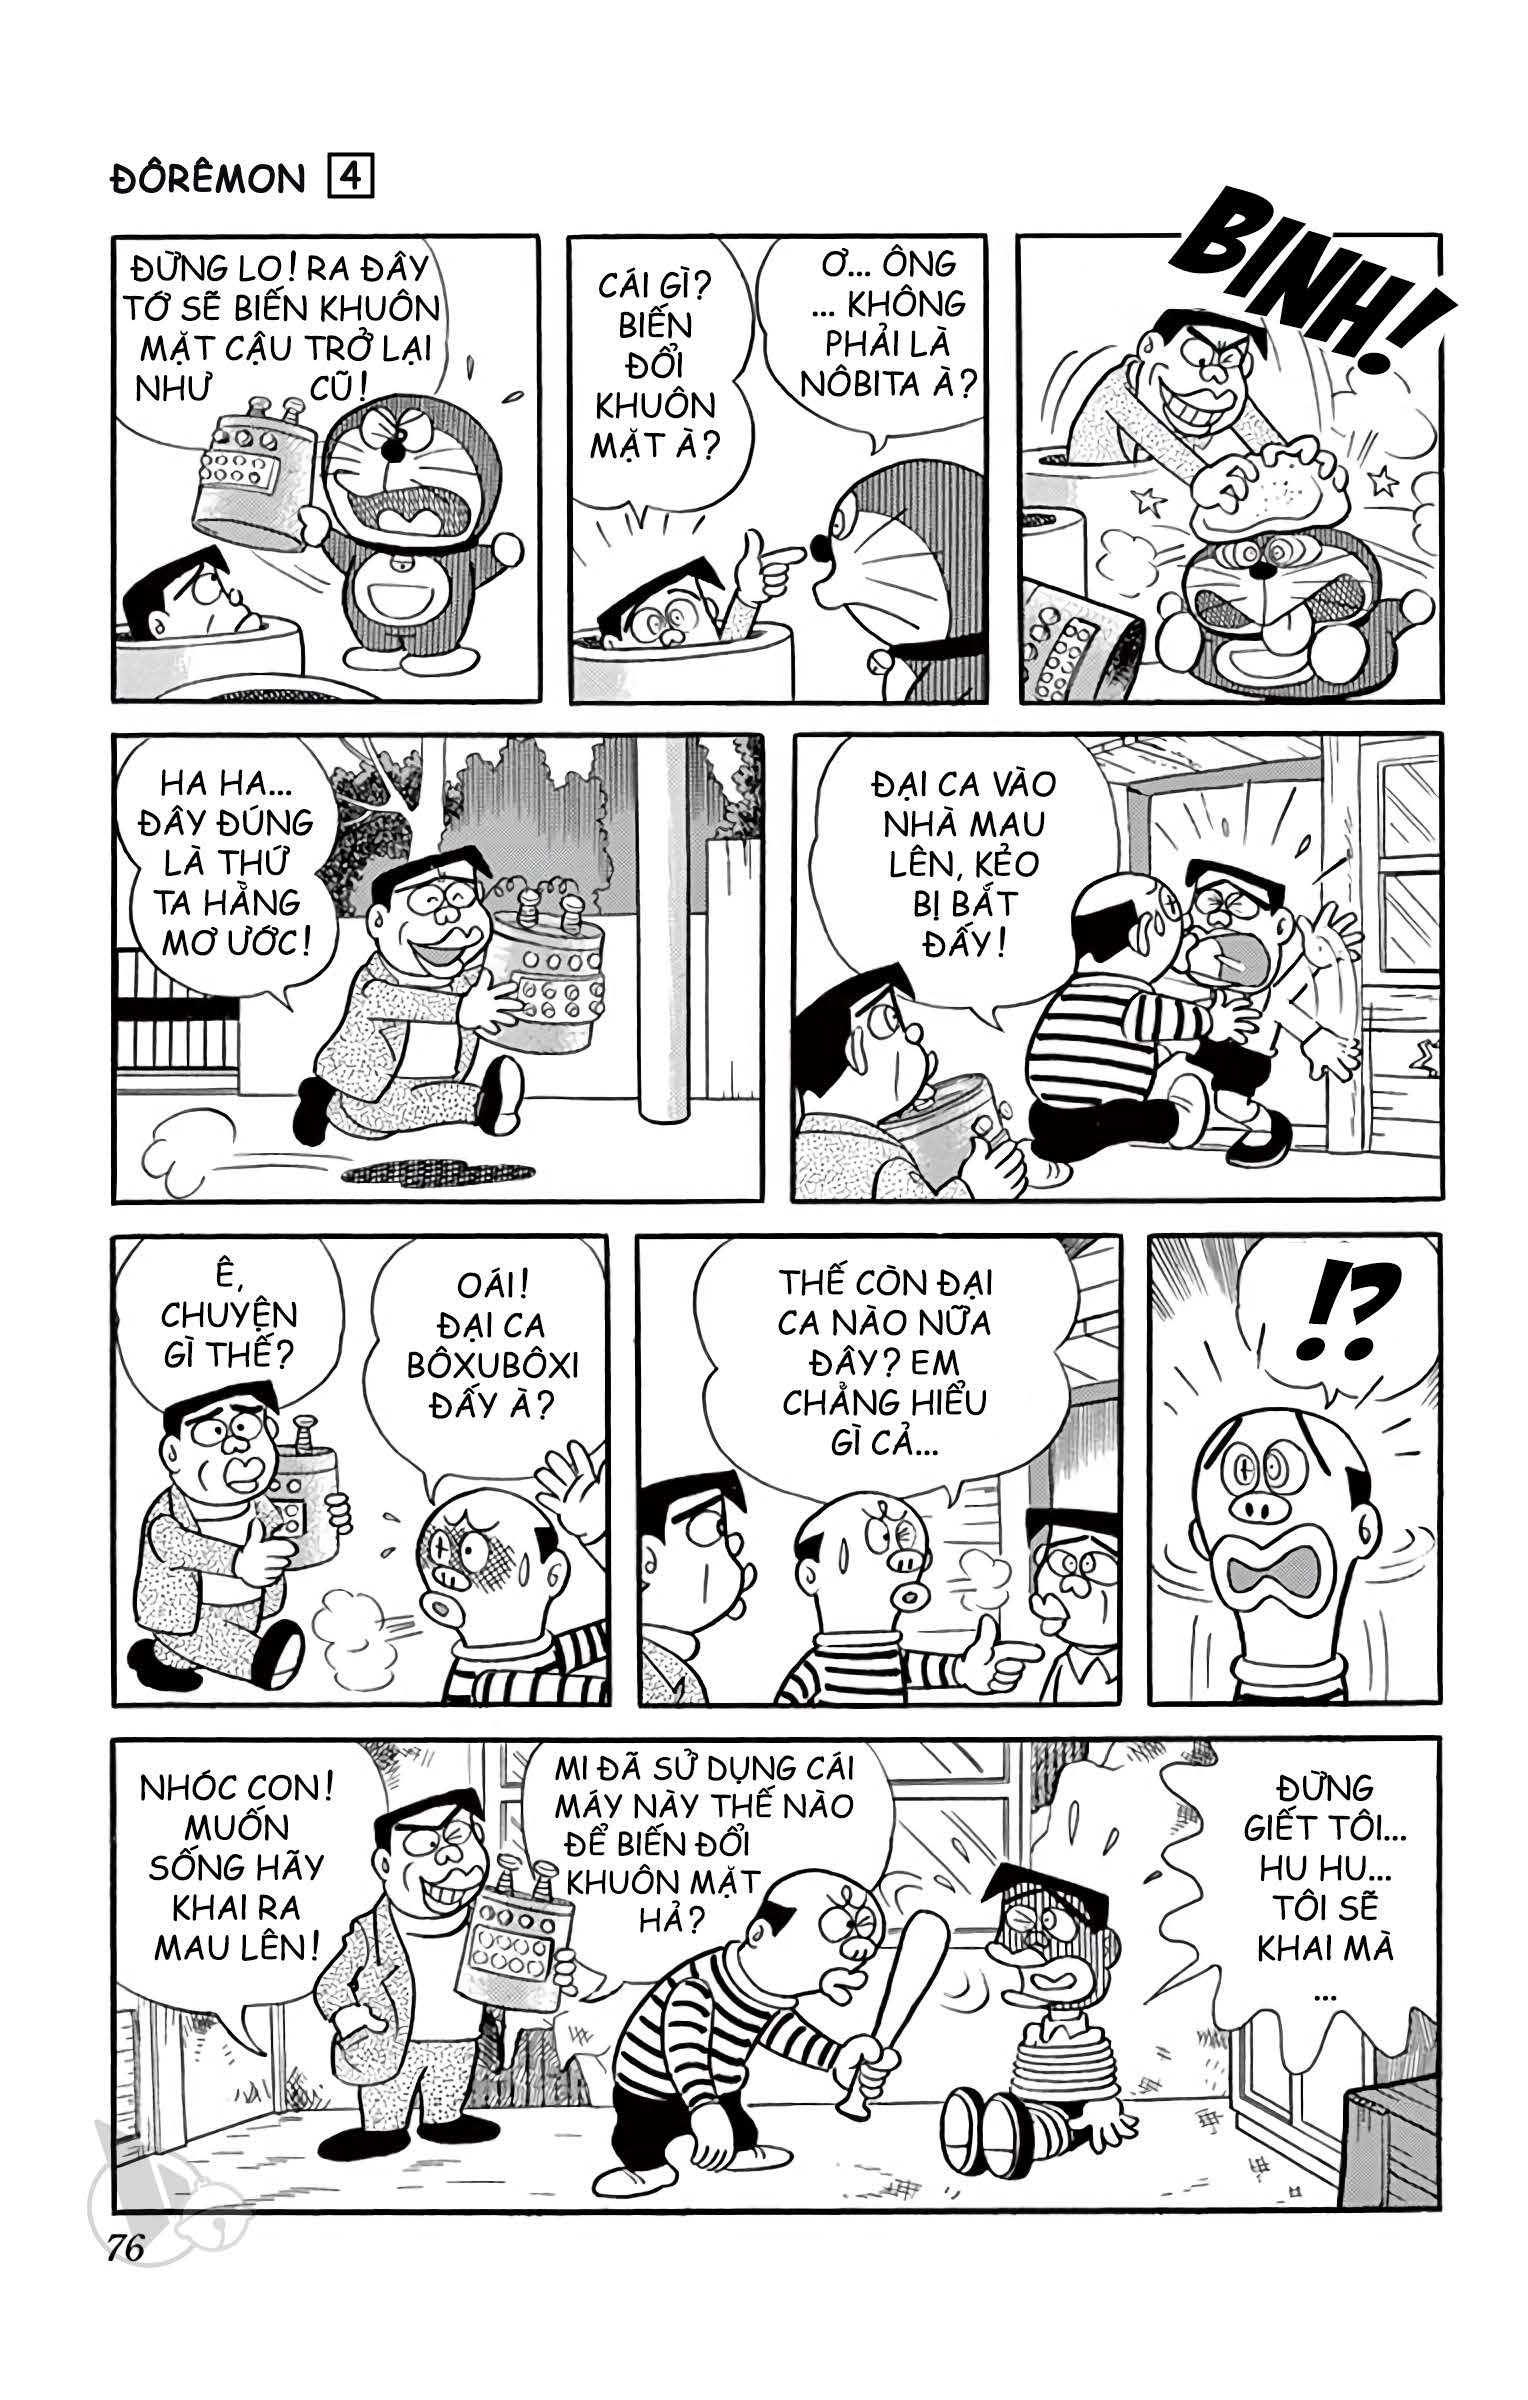 ĐÔRÊMON 4
ĐỪNG LO! RA ĐÂY
TỚ SẼ BIẾN KHUÔN
MẶT CẬU TRỞ LẠI
NHƯ CŨ!
CÁI GÌ?
BIẾN
ĐỔI
KHUÔN
MẶT À?
Ơ... ÔNG
... KHÔNG
PHẢI LÀ
NÔBITA À?
BINH!
HA HA...
ĐÂY ĐÚNG
LÀ THỨ
TA HẰNG
MƠ ƯỚC!
ĐẠI CA VÀO
NHÀ MAU
LÊN, KẺO
BỊ BẮT
ĐẤY!
Ê,
CHUYỆN
GÌ THẾ?
OÁI!
ĐẠI CA
BÔXUBÔXI
ĐẤY À?
THẾ CÒN ĐẠI
CA NÀO NỮA
ĐÂY? EM
CHẲNG HIỂU
GÌ CẢ...
!?
NHÓC CON!
MUỐN
SỐNG HÃY
KHAI RA
MAU LÊN!
MI ĐÃ SỬ DỤNG CÁI
MÁY NÀY THẾ NÀO
ĐỂ BIẾN ĐỔI
KHUÔN MẶT
HẢ?
ĐỪNG
GIẾT TÔI...
HU HU...
TÔI SẼ
KHAI MÀ
...
76